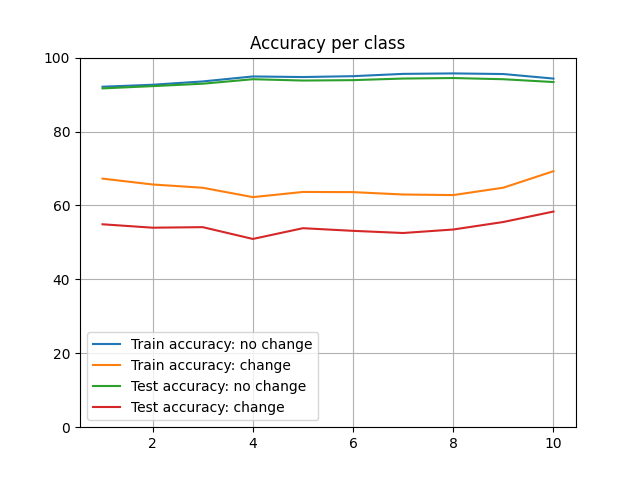 Accuracy per class
100
80
60
40
20
0
Train accuracy: no change
Train accuracy: change
Test accuracy: no change
Test accuracy: change
2 4 6 8 10